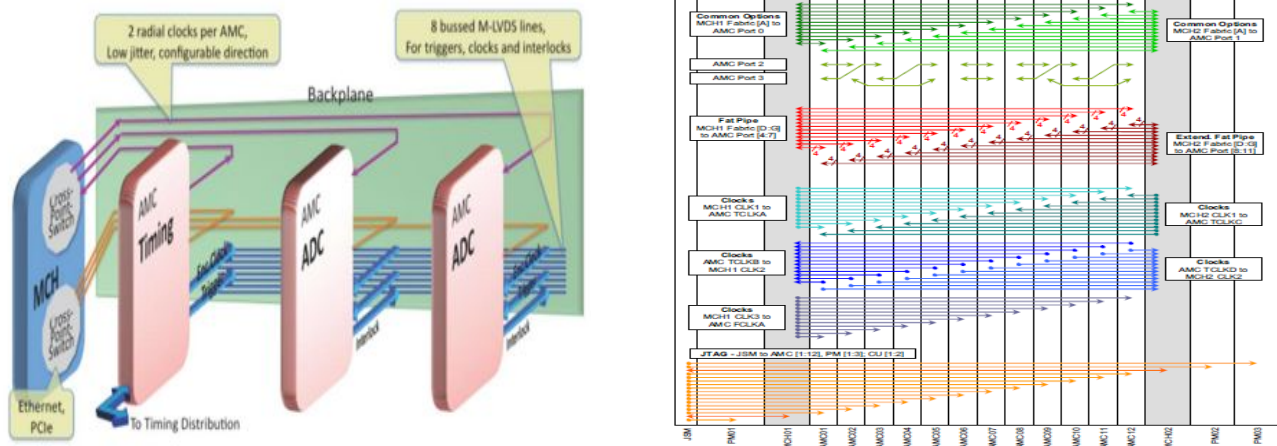 2 radial clocks per AMC,
Low jitter, configurable direction
8 bussed M-LVDS lines,
For triggers, clocks and interlocks
Backplane
Cross-
Point-
Switch
MCH
Cross-
Point-
Switch
AMC
Timing
AMC
ADC
AMC
ADC
Interlock
Interlock
Ethernet,
PCIe
To Timing Distribution
Common Options
MCH1 Fabric[A] to
AMC Port 0
Common Options
MCH2 Fabric[A] to
AMC Port 1
AMC Port 2
AMC Port 3
Fat Pipe
MCH1 Fabric[D:G]
to AMC Port [4:7]
Extend. Fat Pipe
MCH2 Fabric [D:G]
to AMC Port [8:11]
Clocks
MCH1 CLK1 to
AMC TCLKA
Clocks
MCH2 CLK1 to
AMC TCLKC
Clocks
AMC TCLKB to
MCH1 CLK2
Clocks
AMC TCLKD to
MCH2 CLK2
Clocks
MCH1 CLK3 to
AMC FCLKA
JTAG - JSM to AMC [1:12], PM [1:3], CU [1:2]
JSM
PM01
MCH01
AMC01
AMC02
AMC03
AMC04
AMC05
AMC06
AMC07
AMC08
AMC09
AMC10
AMC11
AMC12
MCH02
PM02
PM03